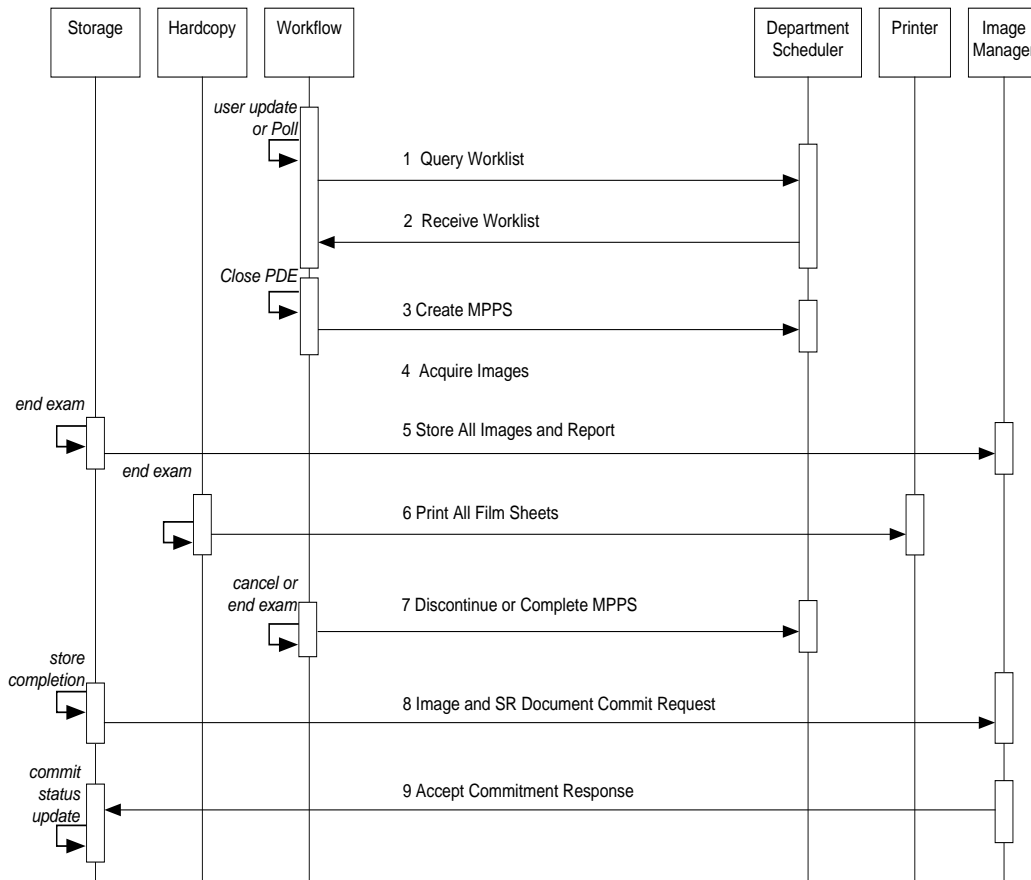 Storage
Hardcopy
Workflow
Department
Scheduler
Printer
Image
Manager
user update
or Poll
1 Query Worklist
2 Receive Worklist
Close PDE
3 Create MPPS
4 Acquire Images
end exam
5 Store All Images and Report
end exam
6 Print All Film Sheets
cancel or
end exam
7 Discontinue or Complete MPPS
store
completion
8 Image and SR Document Commit Request
commit
status
update
9 Accept Commitment Response